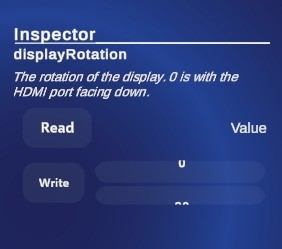 Inspector
displayRotation
The rotation of the display. 0 is with the
HDMI port facing down.
Read
Value
Write
0